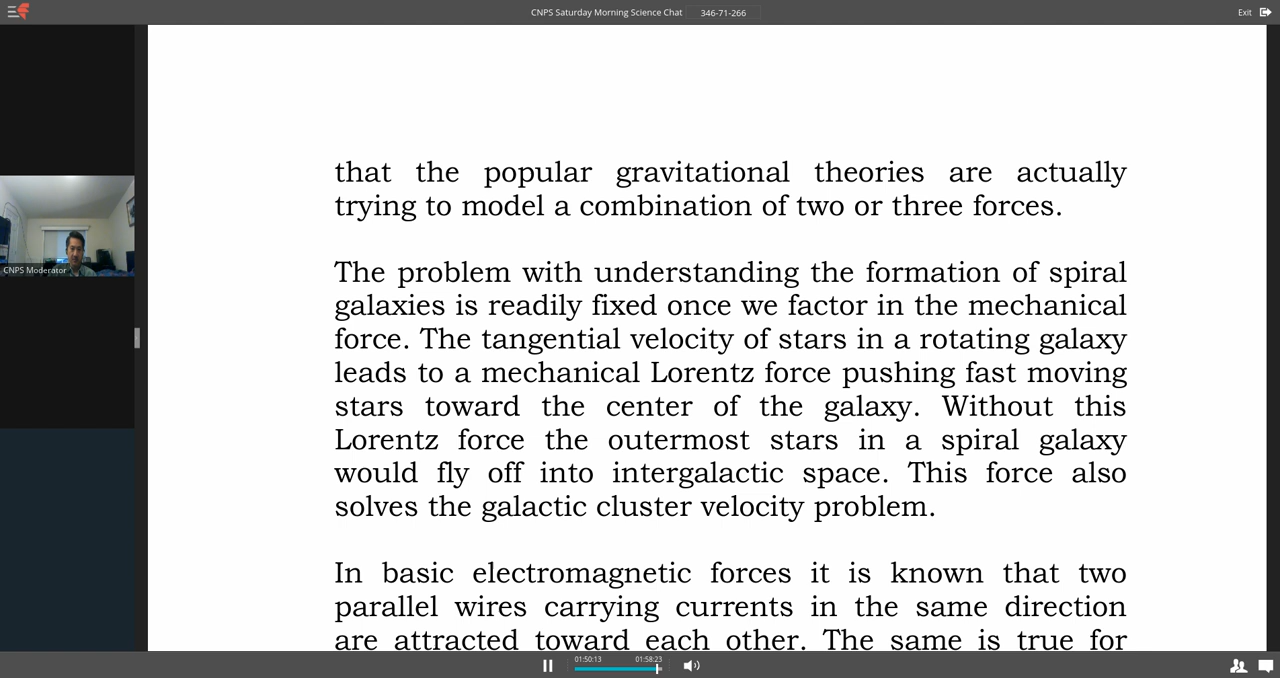 CNPS Saturday Morning Science Chat 346-71-266 Exit
that the popular gravitational theories are actually
trying to model a combination of two or three forces.
The problem with understanding the formation of spiral
galaxies is readily fixed once we factor in the mechanical
force. The tangential velocity of stars in a rotating galaxy
leads to a mechanical Lorentz force pushing fast moving
stars toward the center of the galaxy. Without this
Lorentz force the outermost stars in a spiral galaxy
would fly off into intergalactic space. This force also
solves the galactic cluster velocity problem.
In basic electromagnetic forces it is known that two
parallel wires carrying currents in the same direction
are attracted toward each other. The same is true for
CNPS Moderator
01:50:13 01:58:23